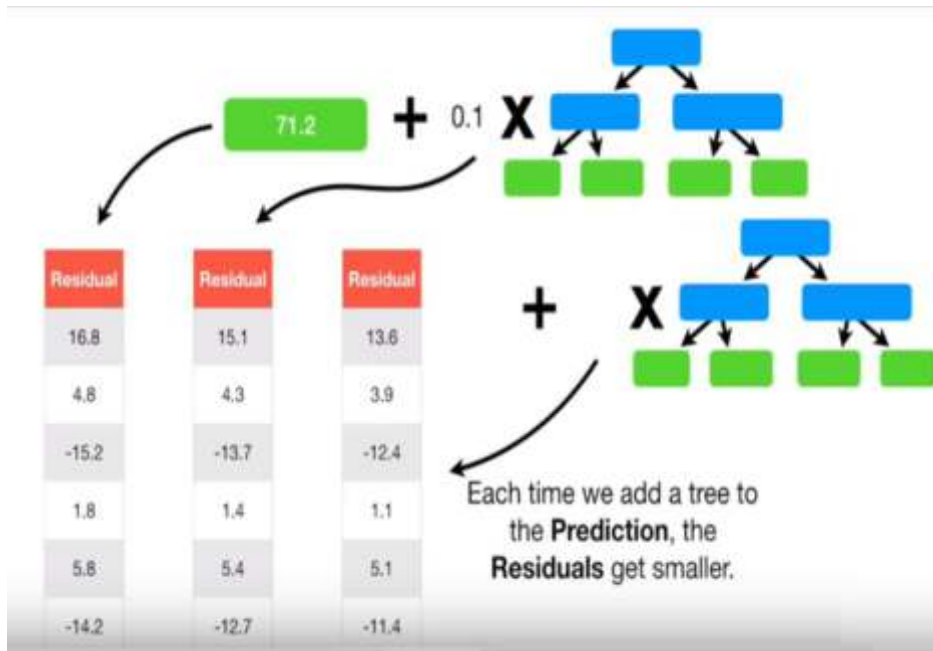 71.2 + 0.1 X
+ X
Residual Residual Residual
16.8 15.1 13.6
4.8 4.3 3.9
-15.2 -13.7 -12.4
1.8 1.4 1.1
5.8 5.4 5.1
-14.2 -12.7 -11.4
Each time we add a tree to
the Prediction, the
Residuals get smaller.